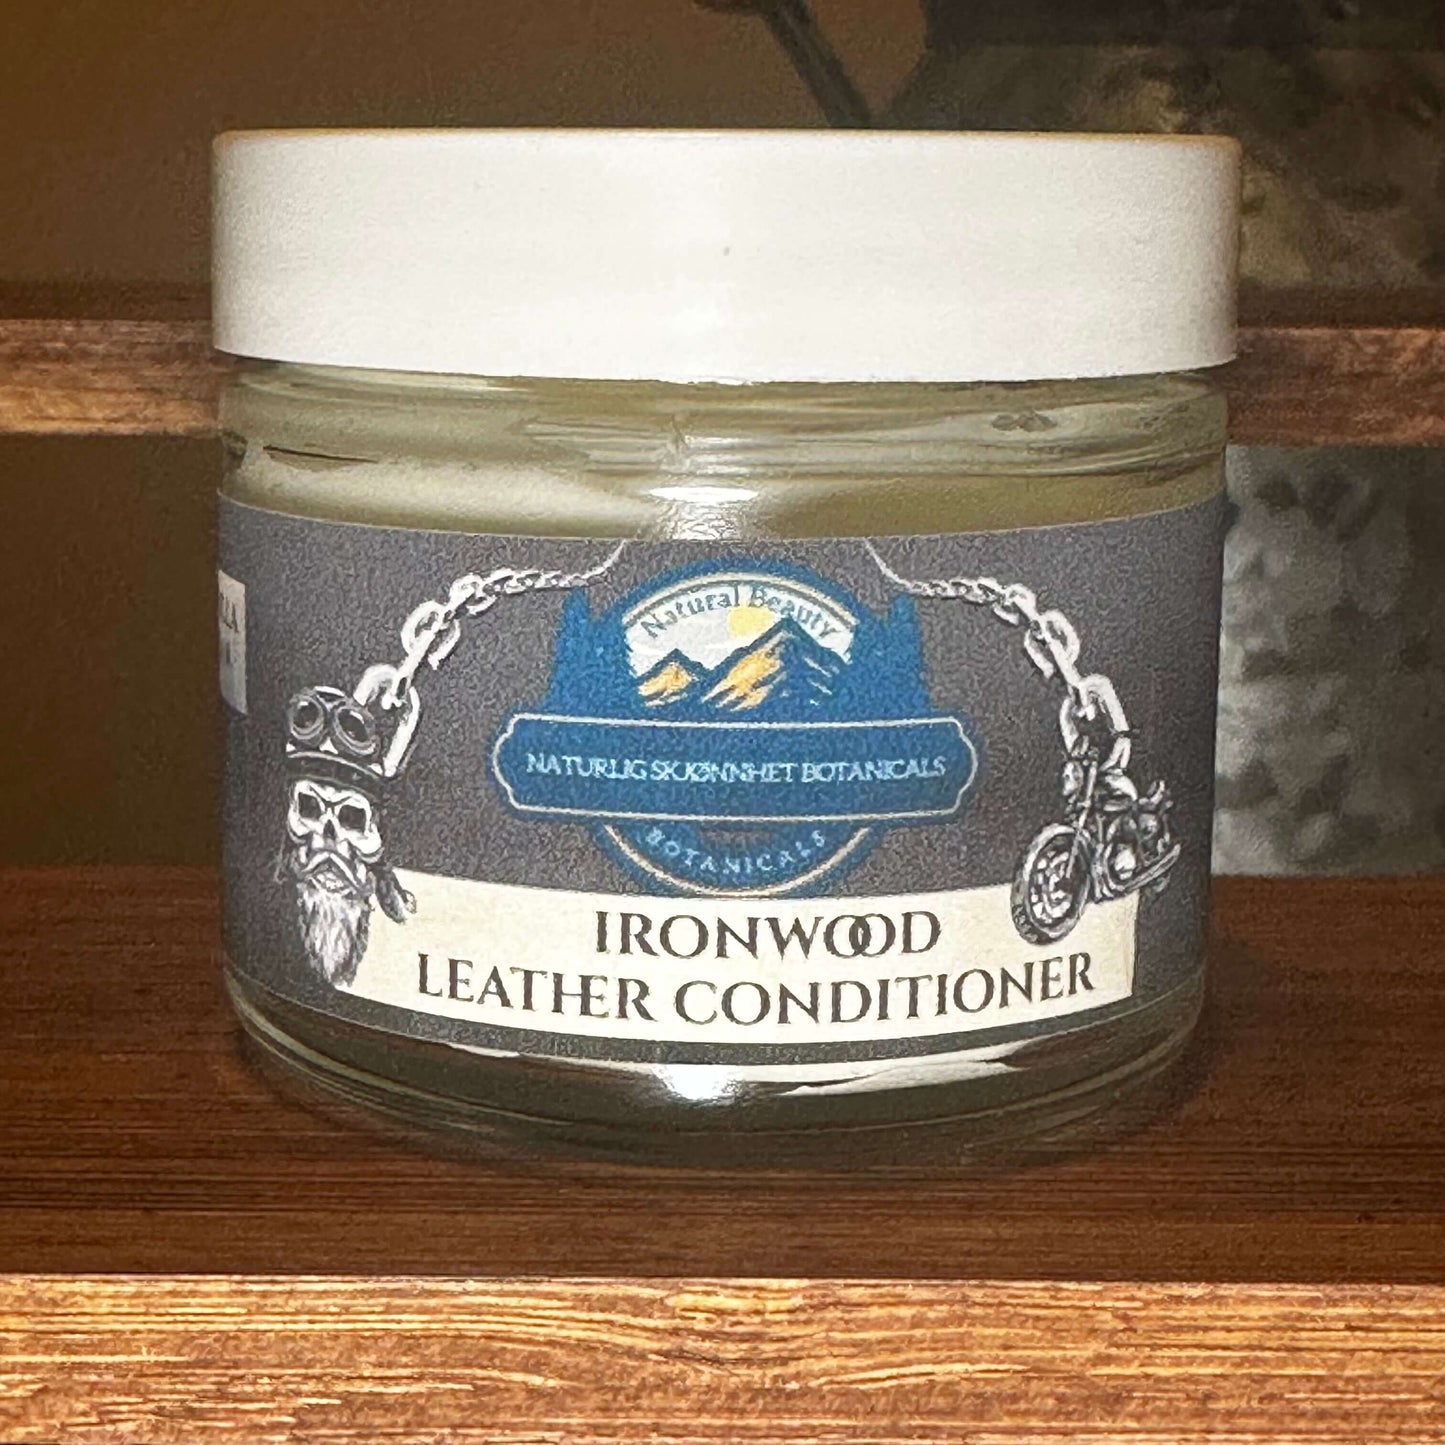 Natural Beauty
NATURLIG SKJØNNHET BOTANICALS
BOTANICALS
IRONWOOD
LEATHER CONDITIONER